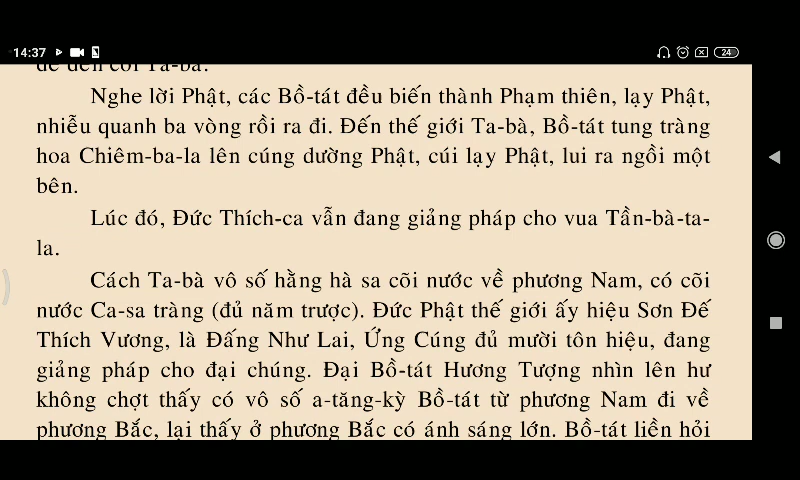 14:37
24
để đến cõi Ta-bà.
Nghe lời Phật, các Bồ-tát đều biến thành Phạm thiên, lạy Phật,
nhiễu quanh ba vòng rồi ra đi. Đến thế giới Ta-bà, Bồ-tát tung tràng
hoa Chiêm-ba-la lên cúng dường Phật, cúi lạy Phật, lui ra ngồi một
bên.
Lúc đó, Đức Thích-ca vẫn đang giảng pháp cho vua Tần-bà-ta-
la.
Cách Ta-bà vô số hằng hà sa cõi nước về phương Nam, có cõi
nước Ca-sa tràng (đủ năm trược). Đức Phật thế giới ấy hiệu Sơn Đế
Thích Vương, là Đấng Như Lai, Ứng Cúng đủ mười tôn hiệu, đang
giảng pháp cho đại chúng. Đại Bồ-tát Hương Tượng nhìn lên hư
không chợt thấy có vô số a-tăng-kỳ Bồ-tát từ phương Nam đi về
phương Bắc, lại thấy ở phương Bắc có ánh sáng lớn. Bồ-tát liền hỏi